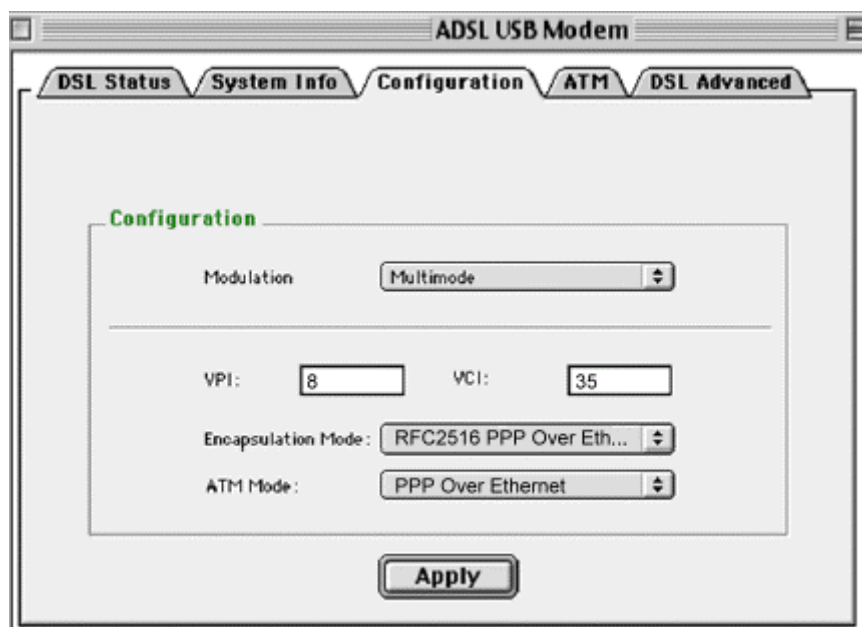 ADSL USB Modem
DSL Status System Info Configuration ATM DSL Advanced
Configuration
Modulation Multimode
VPI: 8 VCI: 35
Encapsulation Mode: RFC2516 PPP Over Eth...
ATM Mode: PPP Over Ethernet
Apply